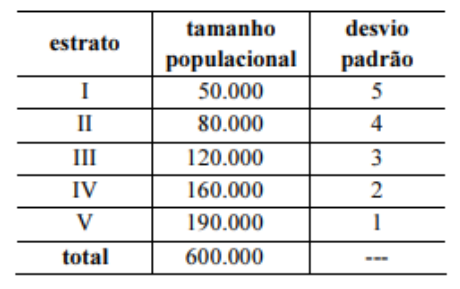 estrato tamanho populacional desvio padrão
I 50.000 5
II 80.000 4
III 120.000 3
IV 160.000 2
V 190.000 1
total 600.000 ---